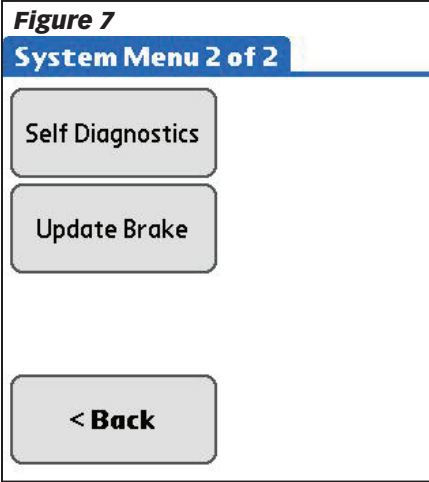 Figure 7
System Menu 2 of 2
Self Diagnostics
Update Brake
< Back